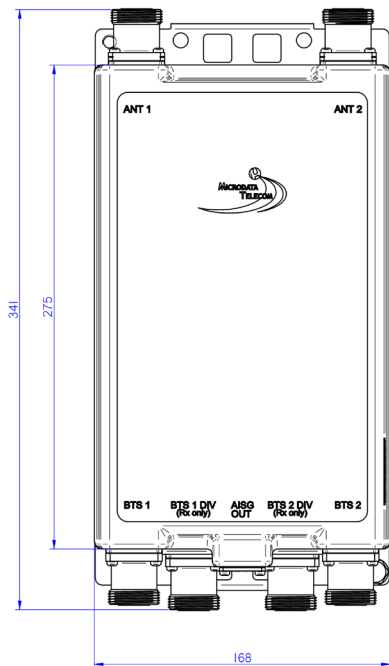 ANT 1 ANT 2
MICRODATA
TELECOM
341
275
BTS 1 BTS 1 DIV AISG BTS 2 DIV BTS 2
(Rx only) OUT (Rx only)
168